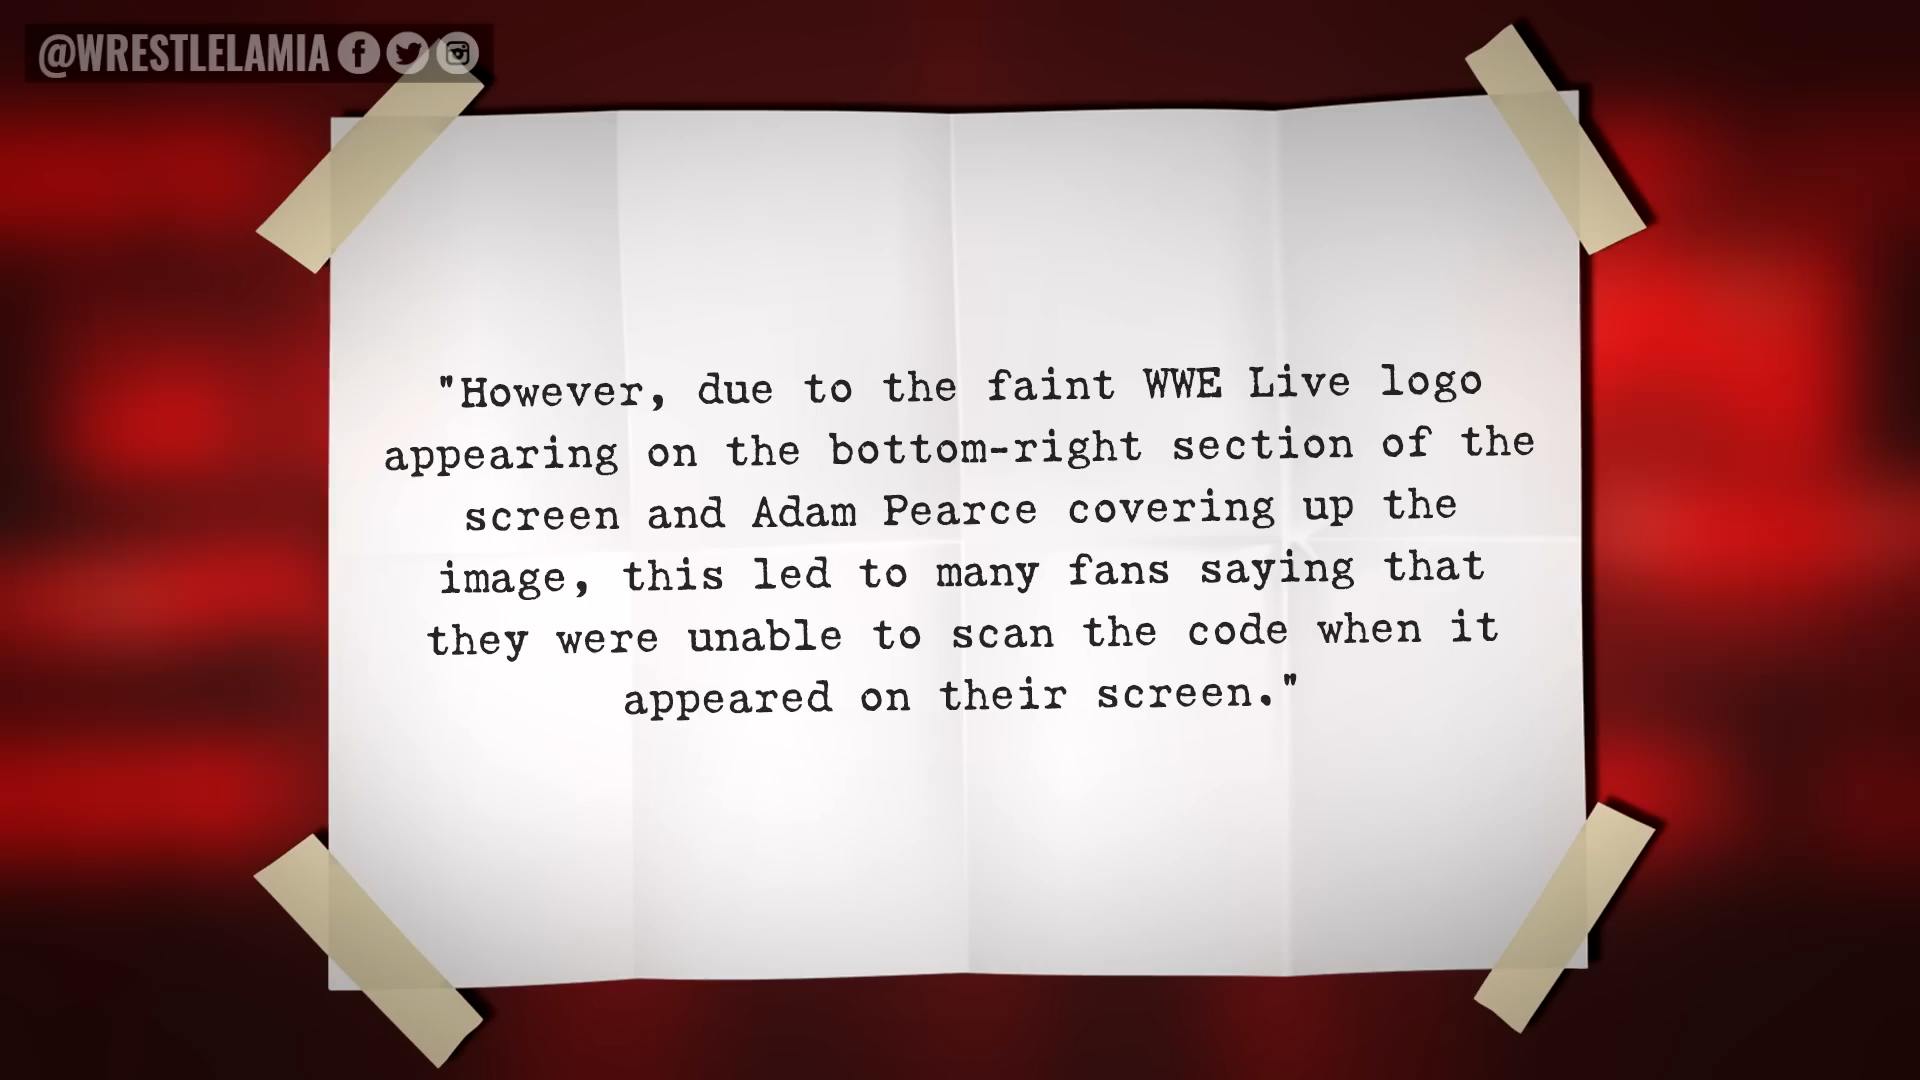 @WRESTLELAMIA
"However, due to the faint WWE Live logo
appearing on the bottom-right section of the
screen and Adam Pearce covering up the
image, this led to many fans saying that
they were unable to scan the code when it
appeared on their screen."